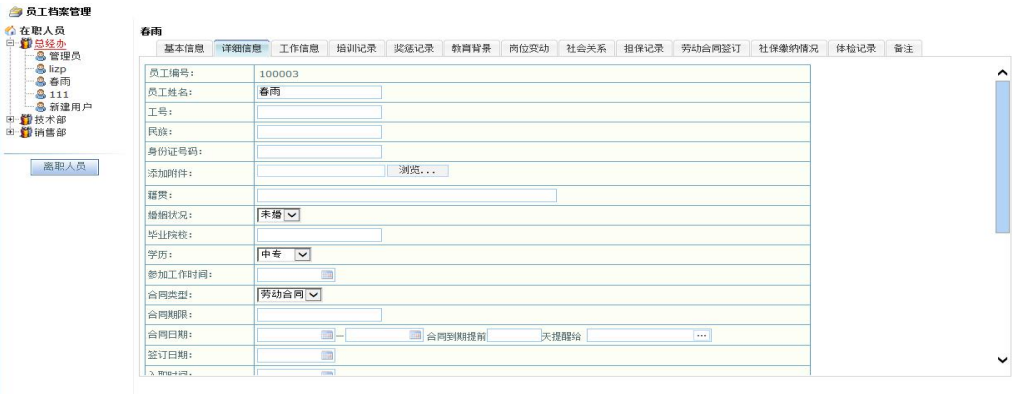 员工档案管理
在职人员
总经办
管理员
lizp
春雨
111
新建用户
技术部
销售部
离职人员
春雨
基本信息 详细信息 工作信息 培训记录 奖惩记录 教育背景 岗位变动 社会关系 担保记录 劳动合同签订 社保缴纳情况 体检记录 备注
员工编号: 100003
员工姓名: 春雨
工号:
民族:
身份证号码:
添加附件: 浏览...
籍贯:
婚姻状况: 未婚
毕业院校:
学历: 中专
参加工作时间:
合同类型: 劳动合同
合同期限:
合同日期: — 合同到期提前 天提醒给 ...
签订日期:
入职时间: